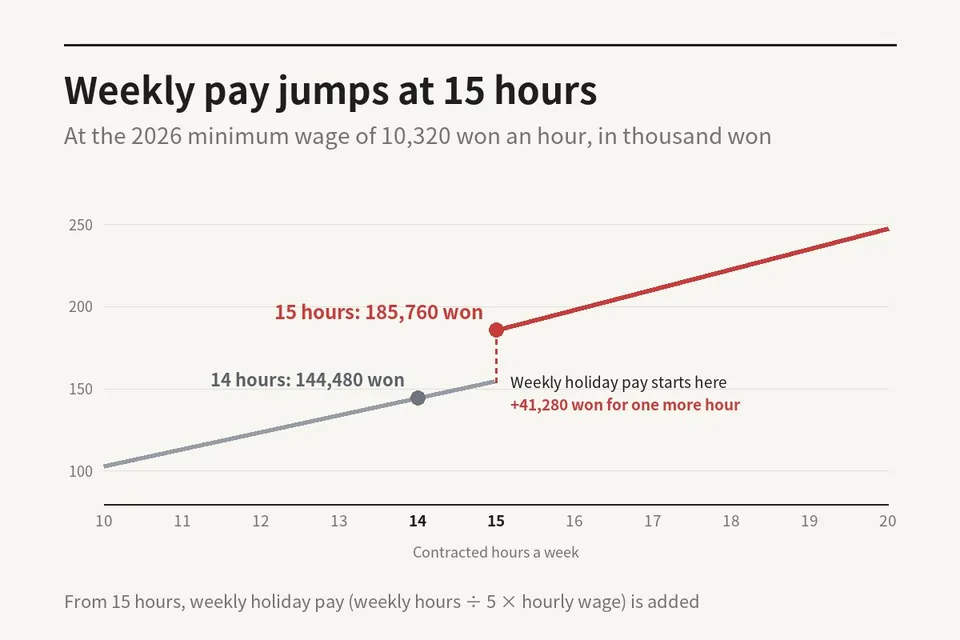 Weekly pay jumps at 15 hours
At the 2026 minimum wage of 10,320 won an hour, in thousand won
250
200
15 hours: 185,760 won
14 hours: 144,480 won
150
Weekly holiday pay starts here
+41,280 won for one more hour
100
10 11 12 13 14 15 16 17 18 19 20
Contracted hours a week
From 15 hours, weekly holiday pay (weekly hours ÷ 5 × hourly wage) is added